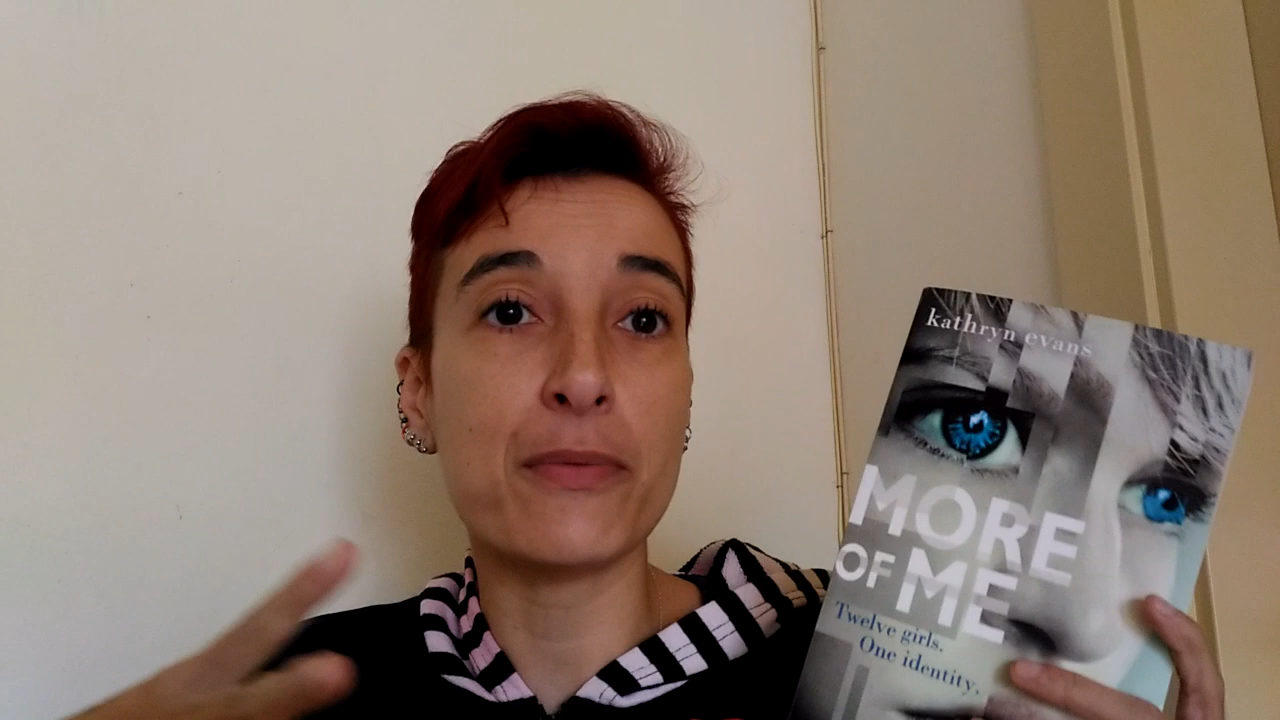 kathryn evans
MORE
OF ME
Twelve girls.
One identity.